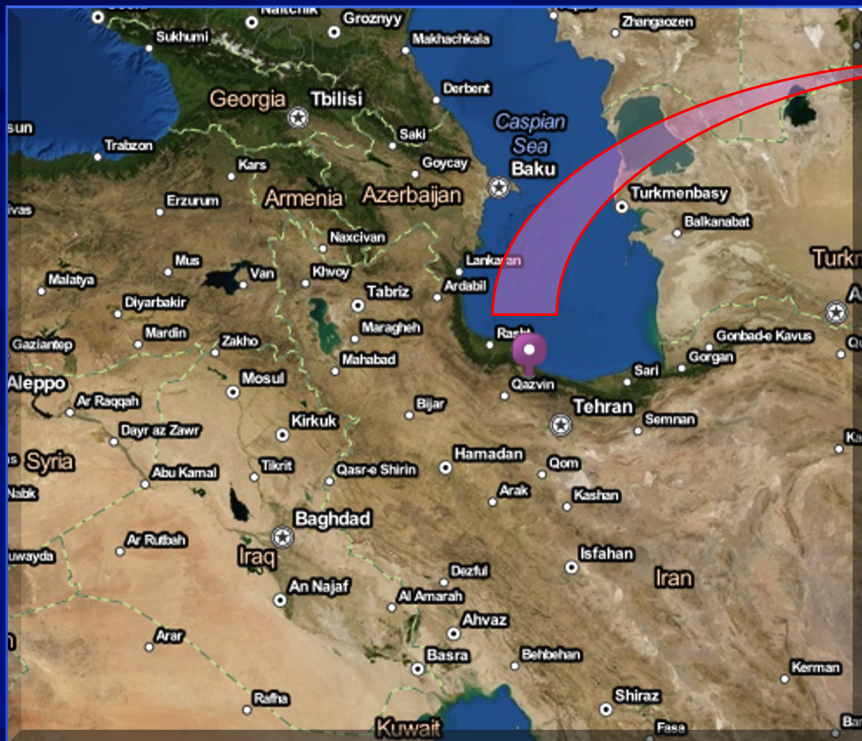 Groznyy
Zhangaozen
Sukhumi
Makhachkala
Georgia
Tbilisi
Derbent
Caspian
Sea
sun
Trabzon
Saki
Kars
Goycay
Baku
Armenia
Azerbaijan
Turkmenbasy
ivas
Erzurum
Balkanabat
Naxcivan
Lankaran
Turkm
Mus
Van
Khvoy
Ardabil
Malatya
Tabriz
Diyarbakir
Maragheh
Mardin
Rasht
Gonbad-e Kavus
Gaziantep
Zakho
Mahabad
Gorgan
Aleppo
Mosul
Qazvin
Sari
Ar Raqqah
Bijar
Tehran
Dayr az Zawr
Kirkuk
Semnan
Syria
Tikrit
Qasr-e Shirin
Hamadan
Abu Kamal
Qom
Nabk
Arak
Kashan
Baghdad
Ar Rutbah
uwayda
Iraq
Isfahan
Dezful
Iran
An Najaf
Al Amarah
Ahvaz
Arar
Basra
Behbehan
Kerman
Rafha
Shiraz
Kuwait
Fasa